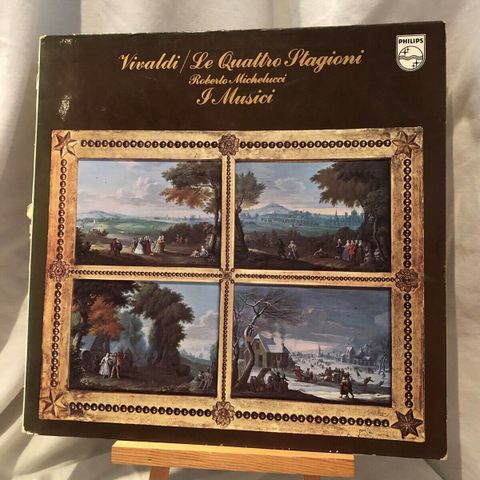 Vivaldi/Le Quattro Stagioni
PHILIPS
Roberto Michelucci
I Musici